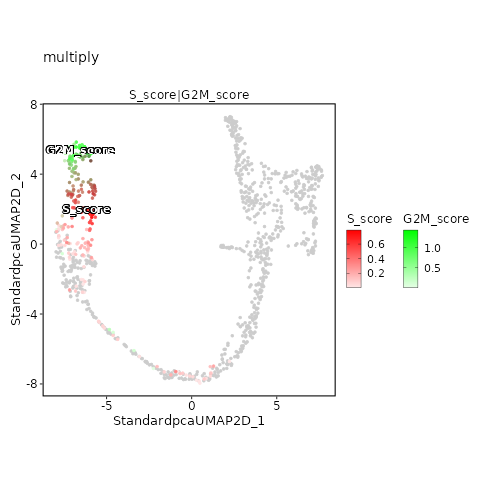 multiply
S_score|G2M_score
8
4
0
-4
-8
StandardpcaUMAP2D_2
G2M_score
S_score
-5 0 5
StandardpcaUMAP2D_1
S_score G2M_score
0.6
0.4
0.2
1.0
0.5